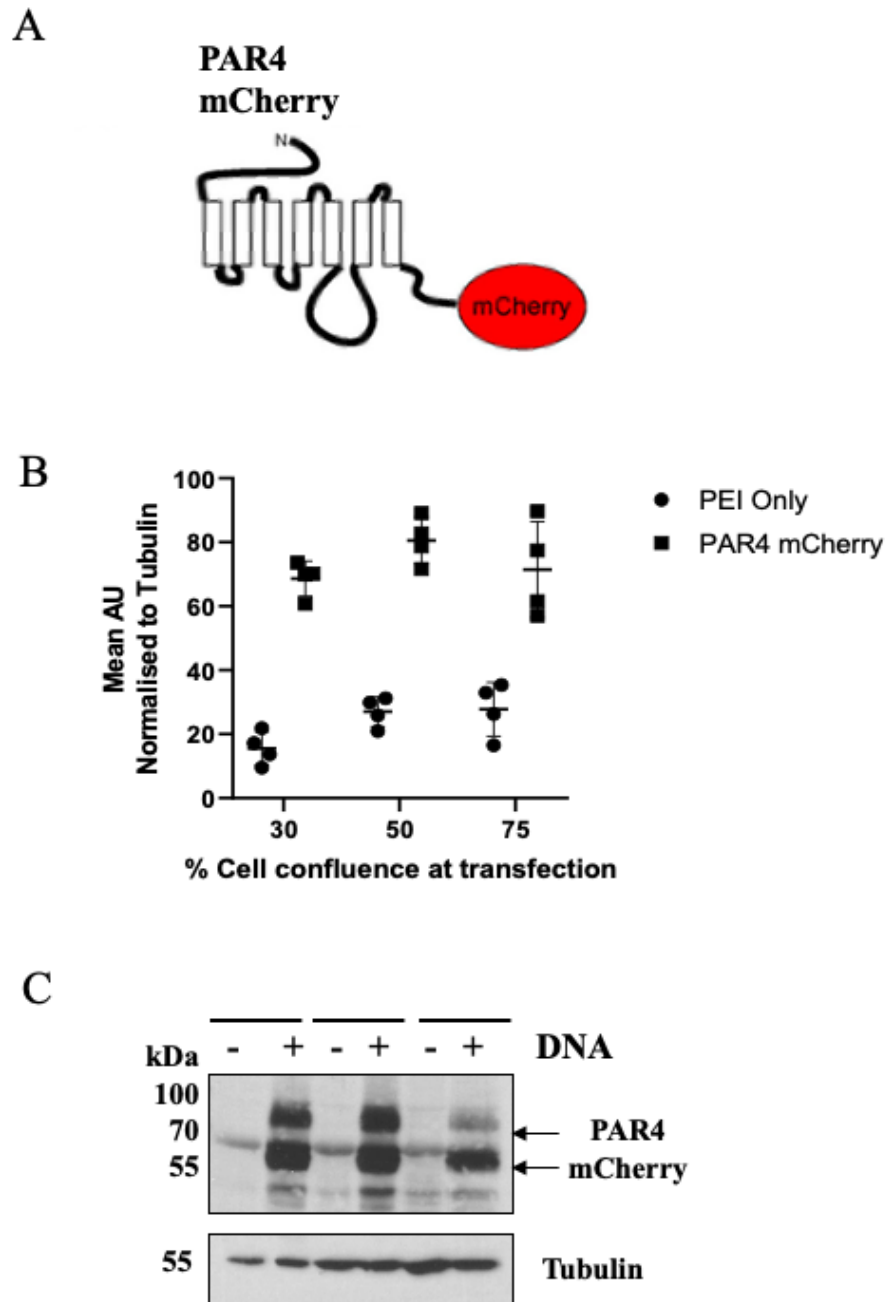 A
PAR4
mCherry
N
mCherry
B
100
80
60
40
20
0
Mean AU
Normalised to Tubulin
30 50 75
% Cell confluence at transfection
PEI Only
PAR4 mCherry
C
kDa - + - + - + DNA
100
70
55
PAR4
mCherry
55 Tubulin